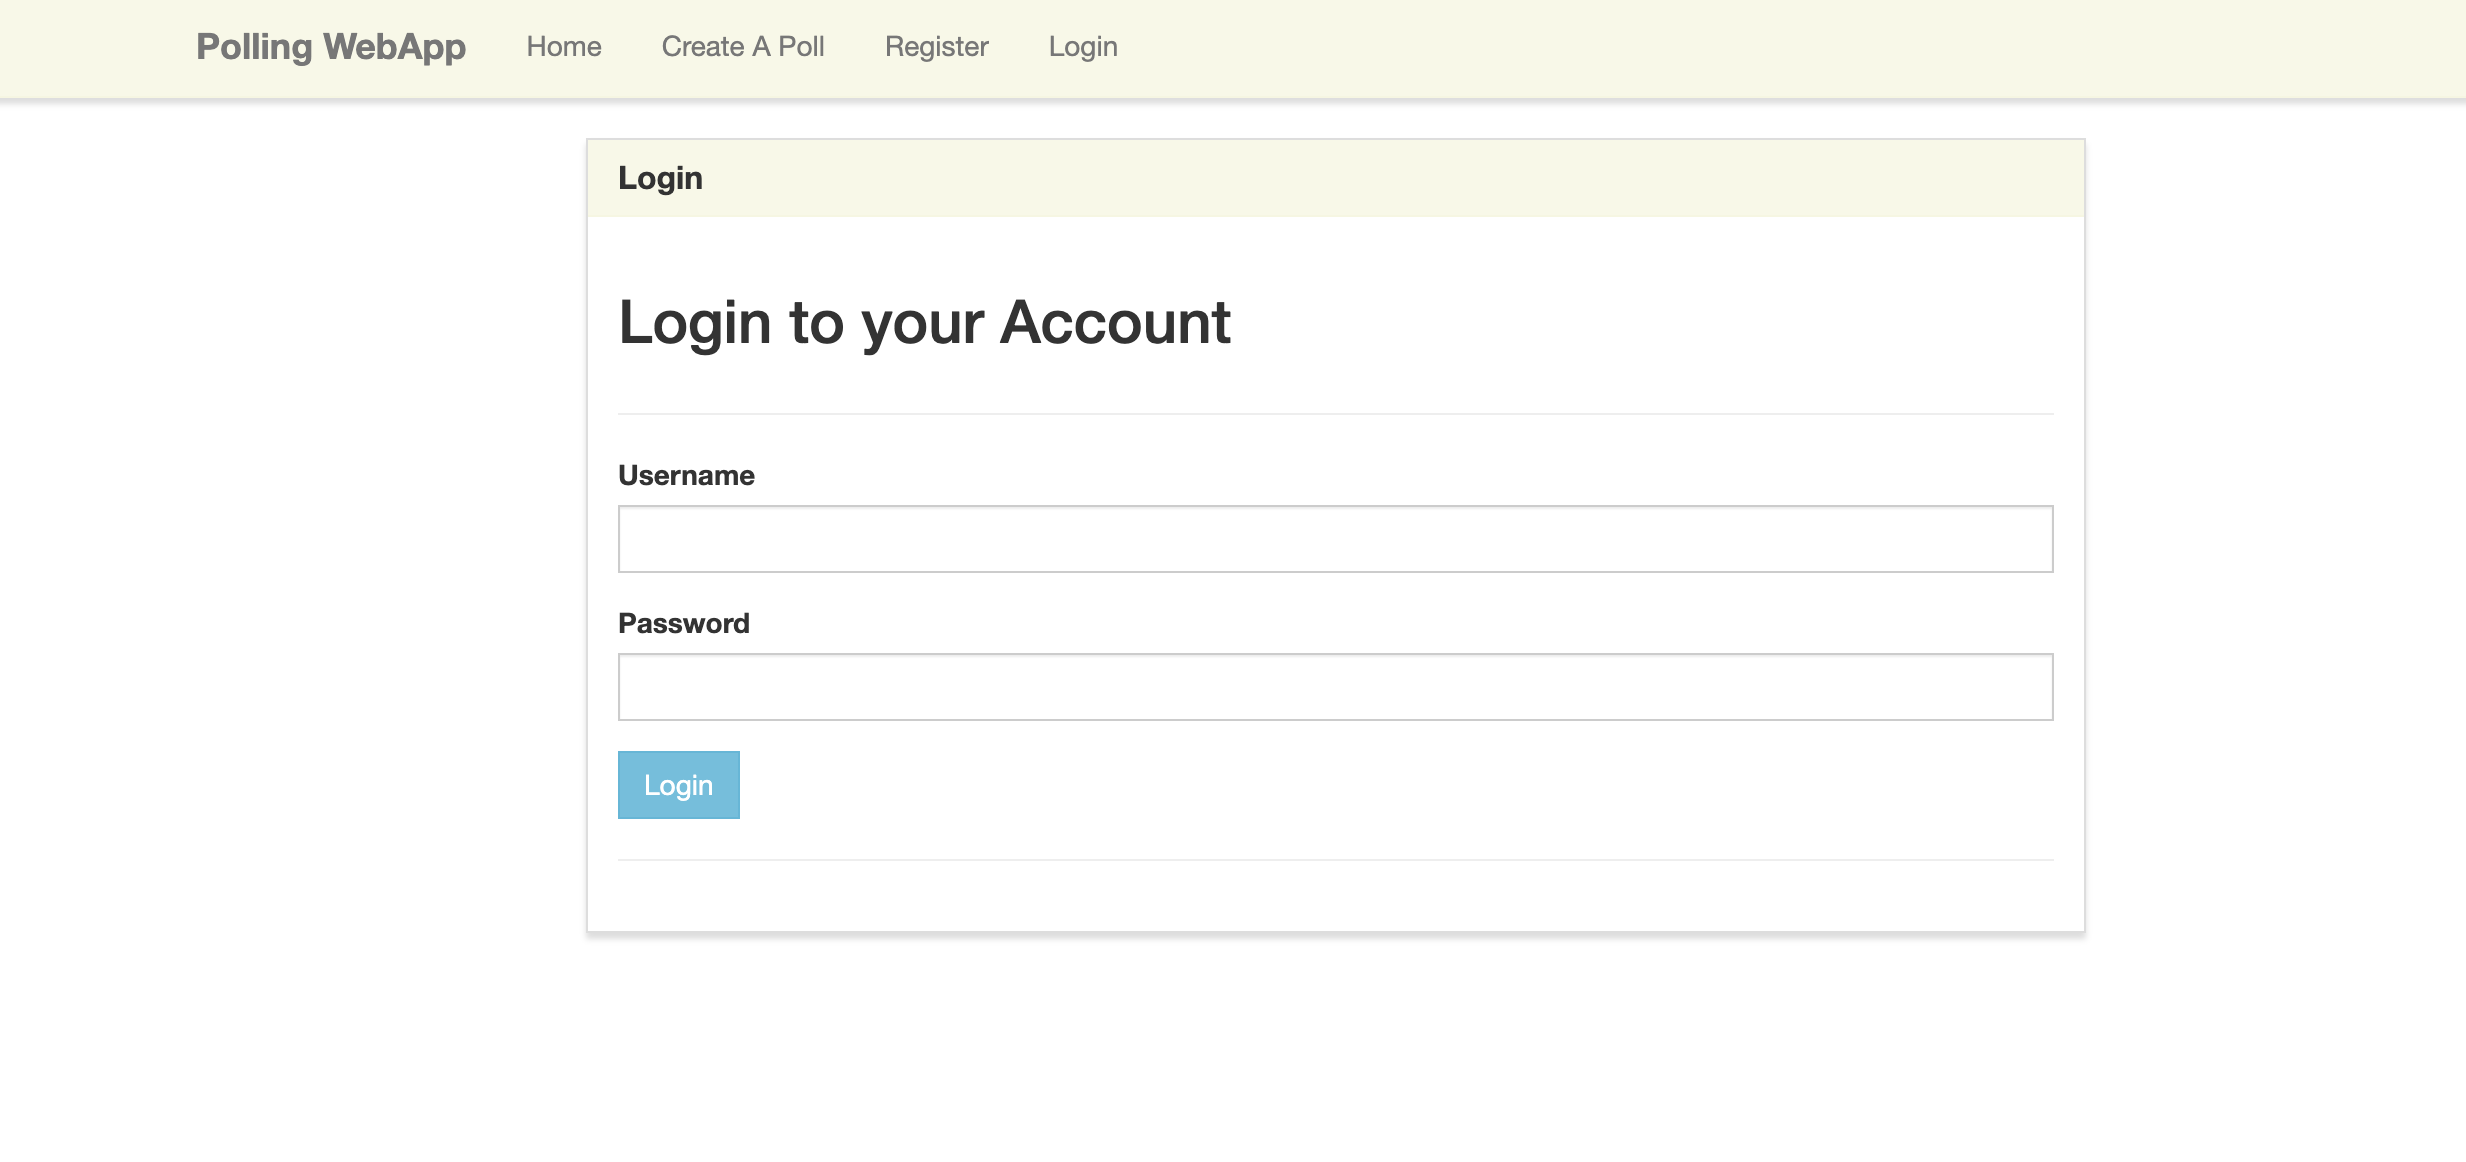 Polling WebApp Home Create A Poll Register Login
Login
Login to your Account
Username
Password
Login